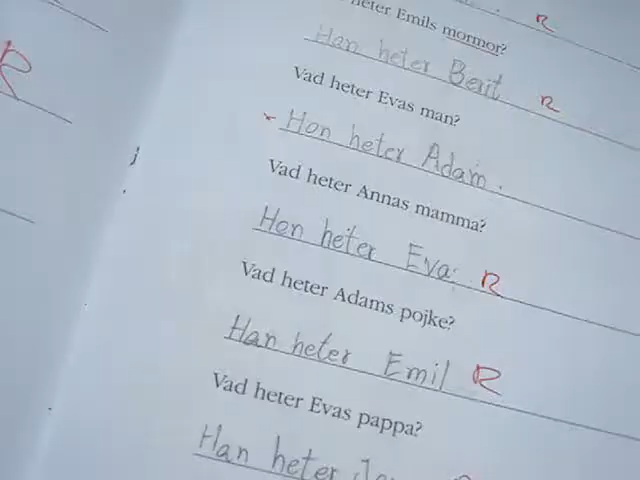 R
heter Emils mormor?
Hon heter Berit R
Vad heter Evas man?
Hon heter Adam.
Vad heter Annas mamma?
Hon heter Eva. R
Vad heter Adams pojke?
Han heter Emil R
Vad heter Evas pappa?
Han heter
R
j